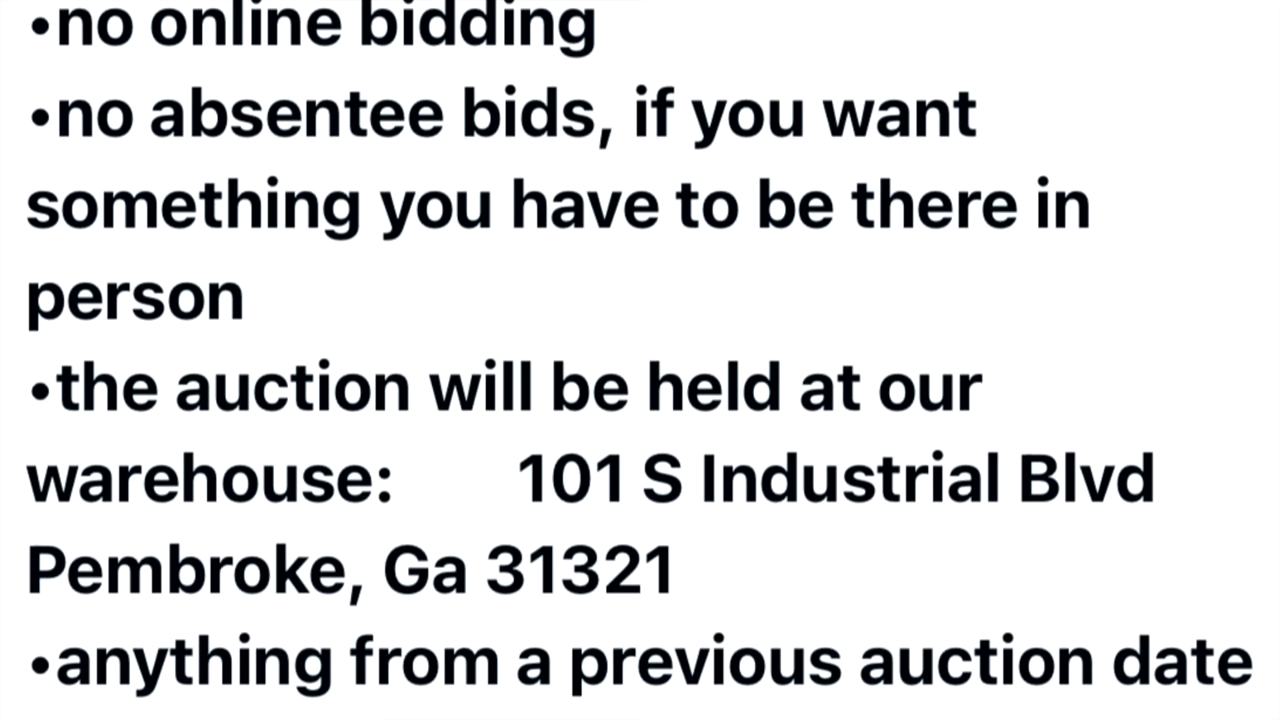 •no online bidding
•no absentee bids, if you want
something you have to be there in
person
•the auction will be held at our
warehouse: 101 S Industrial Blvd
Pembroke, Ga 31321
•anything from a previous auction date